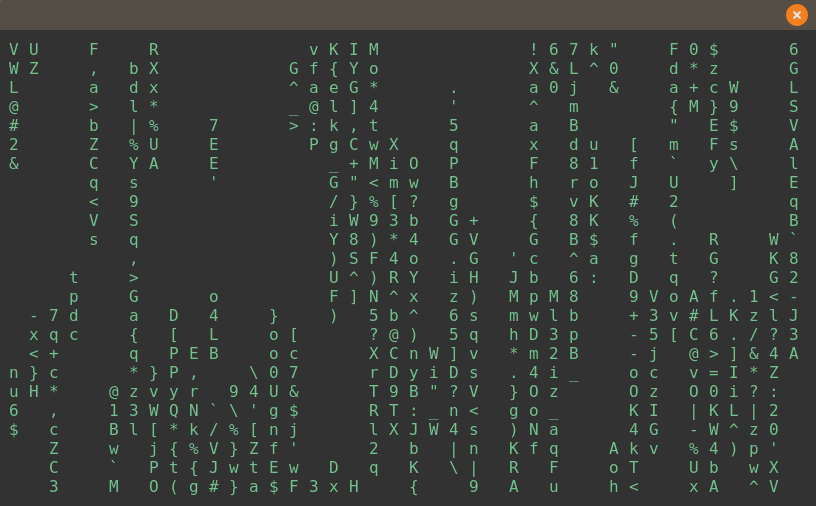 V U F R v K I M ! 6 7 k " F 0 $ 6
W Z , b X G f { Y o X & L ^ 0 d * z G
L a d x ^ a e G * . a 0 j & a + c W L
@ > l * _ @ l ] 4 ' ^ m { M } 9 S
# b | % 7 > : k , t 5 a B " E $ V
2 Z % U E P g C w X q x d u [ m F s A
& C Y A E _ + M i O P F 8 1 f ` y \ l
q s ' G " < m w B h r o J U ] E
< 9 / } % [ ? g $ v K # 2 q
V S i W 9 3 b G + { 8 K % ( B
s q Y 8 ) * 4 G V G B $ f . R W `
, ) S F 4 o . G ' c ^ a g t G K 8
t > U ^ ) R Y i H J b 6 : D q ? G 2
p G o F ] N ^ x z ) M p M 8 9 V o A f . 1 < -
- 7 d a D 4 } ) 5 b ^ 6 s m w l b + 3 v # L K z l J
x q c { [ L o [ ? @ ) 5 q h D 3 p - 5 [ C 6 . / ? 3
< + q P E B o c X C n W ] v * m 2 B - j @ > ] & 4 A
n } c * } P , \ 0 7 r D y i D s . 4 i _ o c v = I * Z
u H * @ z v y r 9 4 U & T 9 B " ? V } O z O z O 0 i ? :
6 , 1 3 W Q N ` \ ' g $ R T : _ n < g o _ K I | K L | 2
$ c B l [ * k / % [ n j l X J W 4 s ) N a 4 G - W ^ z 0
Z w j { % V } Z f ' 2 b | n K f q A k v % 4 ) p '
C ` P t { J w t E w D q K \ | R F o T U b w X
3 M O ( g # } a $ F 3 x H { 9 A u h < x A ^ V